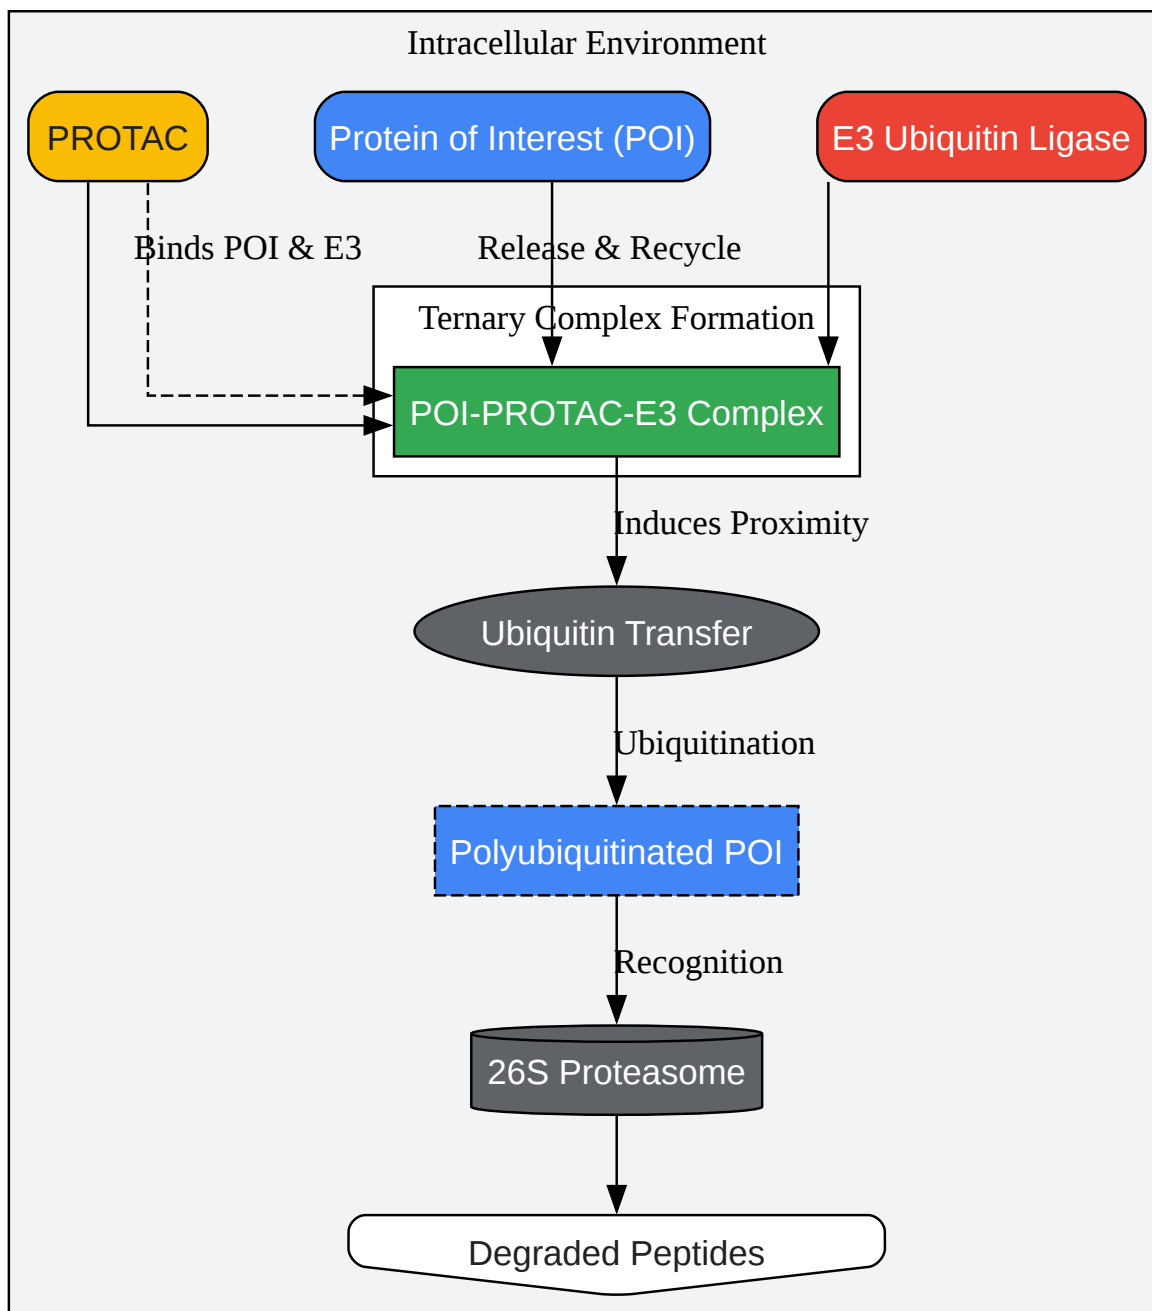 Intracellular Environment
PROTAC
Protein of Interest (POI)
E3 Ubiquitin Ligase
Binds POI & E3
Release & Recycle
Ternary Complex Formation
POI-PROTAC-E3 Complex
Induces Proximity
Ubiquitin Transfer
Ubiquitination
Polyubiquitinated POI
Recognition
26S Proteasome
Degraded Peptides